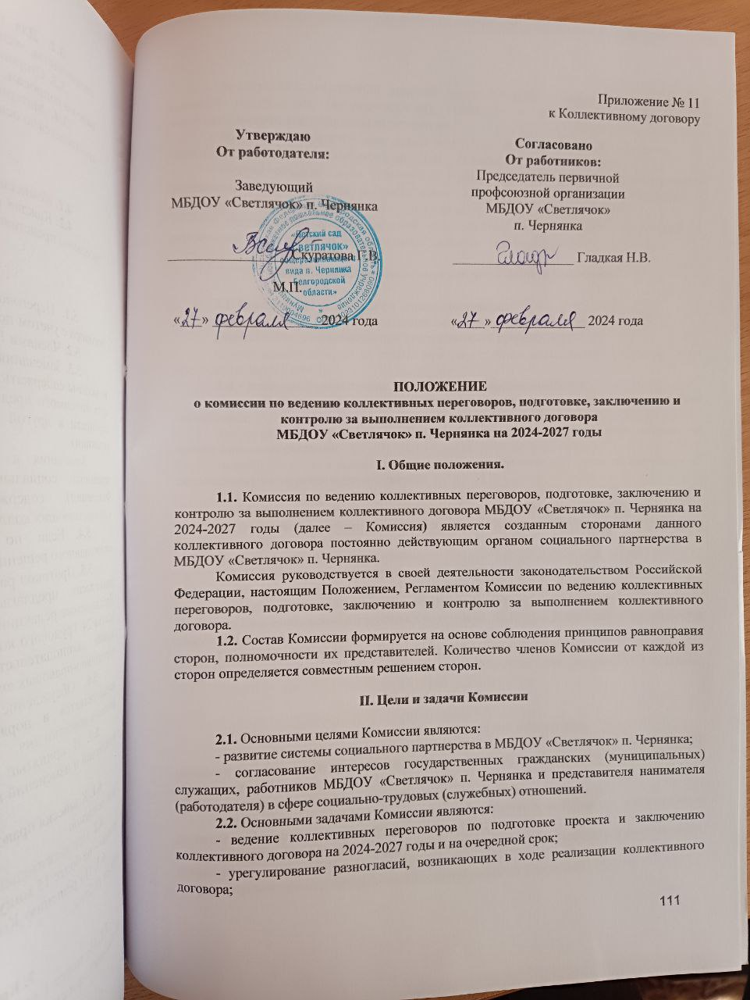 Приложение № 11
к Коллективному договору
Утверждаю
От работодателя:
Заведующий
МБДОУ «Светлячок» п. Чернянка
Скуратова Г.В.
М.П.
«27» февраля 2024 года
Согласовано
От работников:
Председатель первичной
профсоюзной организации
МБДОУ «Светлячок»
п. Чернянка
Гладкая Н.В.
«27» февраля 2024 года
«Детский сад
«Светлячок»
общеразвивающего
вида п. Чернянка
Белгородской
области»
ПОЛОЖЕНИЕ
о комиссии по ведению коллективных переговоров, подготовке, заключению и
контролю за выполнением коллективного договора
МБДОУ «Светлячок» п. Чернянка на 2024-2027 годы
I. Общие положения.
1.1. Комиссия по ведению коллективных переговоров, подготовке, заключению и
контролю за выполнением коллективного договора МБДОУ «Светлячок» п. Чернянка на
2024-2027 годы (далее – Комиссия) является созданным сторонами данного
коллективного договора постоянно действующим органом социального партнерства в
МБДОУ «Светлячок» п. Чернянка.
Комиссия руководствуется в своей деятельности законодательством Российской
Федерации, настоящим Положением, Регламентом Комиссии по ведению коллективных
переговоров, подготовке, заключению и контролю за выполнением коллективного
договора.
1.2. Состав Комиссии формируется на основе соблюдения принципов равноправия
сторон, полномочности их представителей. Количество членов Комиссии от каждой из
сторон определяется совместным решением сторон.
II. Цели и задачи Комиссии
2.1. Основными целями Комиссии являются:
- развитие системы социального партнерства в МБДОУ «Светлячок» п. Чернянка;
- согласование интересов государственных гражданских (муниципальных)
служащих, работников МБДОУ «Светлячок» п. Чернянка и представителя нанимателя
(работодателя) в сфере социально-трудовых (служебных) отношений.
2.2. Основными задачами Комиссии являются:
- ведение коллективных переговоров по подготовке проекта и заключению
коллективного договора на 2024-2027 годы и на очередной срок;
- урегулирование разногласий, возникающих в ходе реализации коллективного
договора;
111